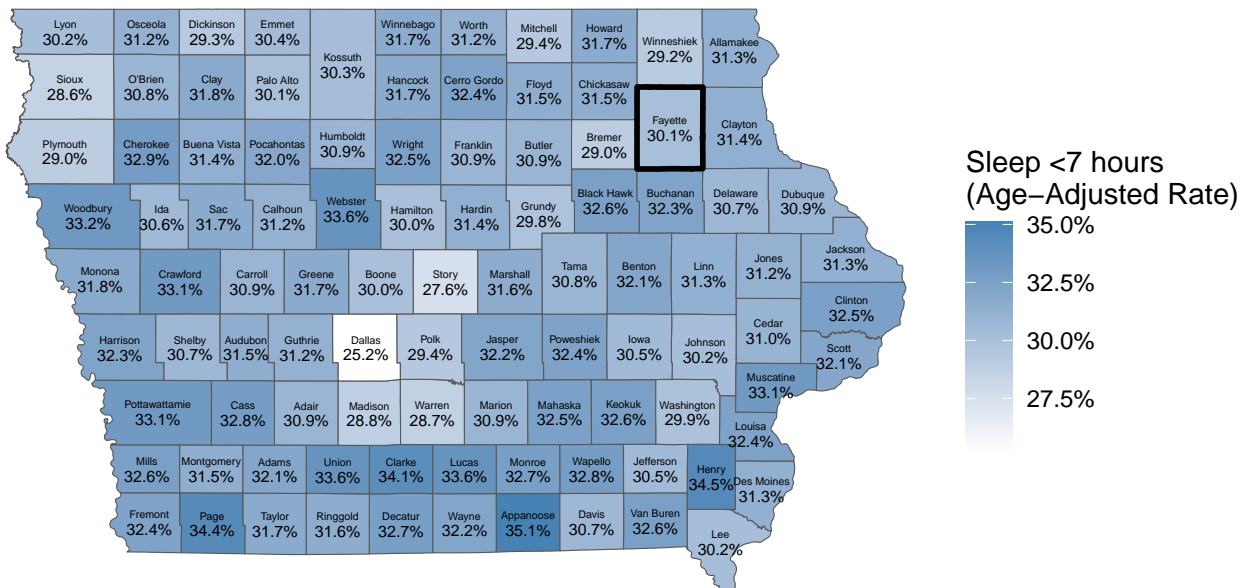 Lyon
30.2%
Osceola
31.2%
Dickinson
29.3%
Emmet
30.4%
Kossuth
30.3%
Winnebago
31.7%
Worth
31.2%
Mitchell
29.4%
Howard
31.7%
Winneshiek
29.2%
Allamakee
31.3%
Sioux
28.6%
O'Brien
30.8%
Clay
31.8%
Palo Alto
30.1%
Hancock
31.7%
Cerro Gordo
32.4%
Floyd
31.5%
Chickasaw
31.5%
Fayette
30.1%
Clayton
31.4%
Plymouth
29.0%
Cherokee
32.9%
Buena Vista
31.4%
Pocahontas
32.0%
Humboldt
30.9%
Wright
32.5%
Franklin
30.9%
Butler
30.9%
Bremer
29.0%
Woodbury
33.2%
Ida
30.6%
Sac
31.7%
Calhoun
31.2%
Webster
33.6%
Hamilton
30.0%
Hardin
31.4%
Grundy
29.8%
Black Hawk
32.6%
Buchanan
32.3%
Delaware
30.7%
Dubuque
30.9%
Monona
31.8%
Crawford
33.1%
Carroll
30.9%
Greene
31.7%
Boone
30.0%
Story
27.6%
Marshall
31.6%
Tama
30.8%
Benton
32.1%
Linn
31.3%
Jones
31.2%
Jackson
31.3%
Clinton
32.5%
Harrison
32.3%
Shelby
30.7%
Audubon
31.5%
Guthrie
31.2%
Dallas
25.2%
Polk
29.4%
Jasper
32.2%
Poweshiek
32.4%
Iowa
30.5%
Johnson
30.2%
Cedar
31.0%
Scott
32.1%
Muscatine
33.1%
Pottawattamie
33.1%
Cass
32.8%
Adair
30.9%
Madison
28.8%
Warren
28.7%
Marion
30.9%
Mahaska
32.5%
Keokuk
32.6%
Washington
29.9%
Louisa
32.4%
Mills
32.6%
Montgomery
31.5%
Adams
32.1%
Union
33.6%
Clarke
34.1%
Lucas
33.6%
Monroe
32.7%
Wapello
32.8%
Jefferson
30.5%
Henry
34.5%
Des Moines
31.3%
Fremont
32.4%
Page
34.4%
Taylor
31.7%
Ringgold
31.6%
Decatur
32.7%
Wayne
32.2%
Appanoose
35.1%
Davis
30.7%
Van Buren
32.6%
Lee
30.2%
Sleep <7 hours
(Age−Adjusted Rate)
35.0%
32.5%
30.0%
27.5%